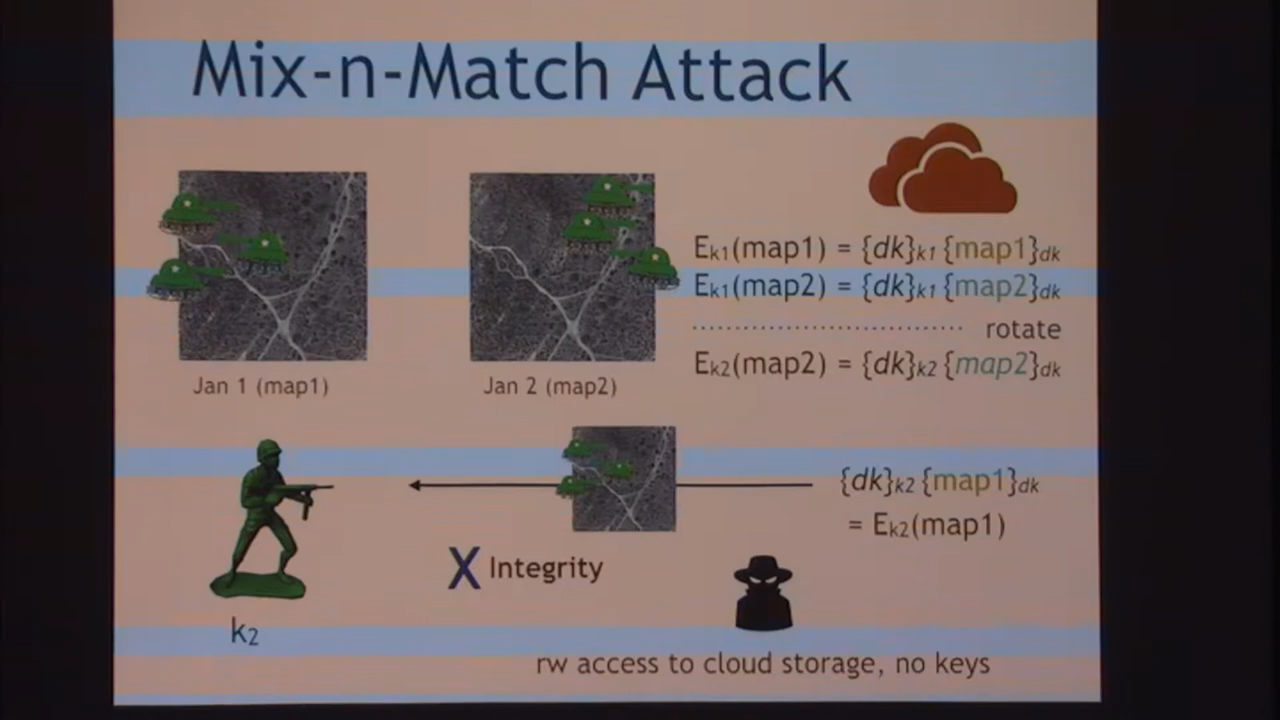 Mix-n-Match Attack
Ek1(map1) = {dk}k1 {map1}dk
Ek1(map2) = {dk}k1 {map2}dk
rotate
Ek2(map2) = {dk}k2 {map2}dk
Jan 1 (map1)
Jan 2 (map2)
{dk}k2 {map1}dk
= Ek2(map1)
X Integrity
k2
rw access to cloud storage, no keys